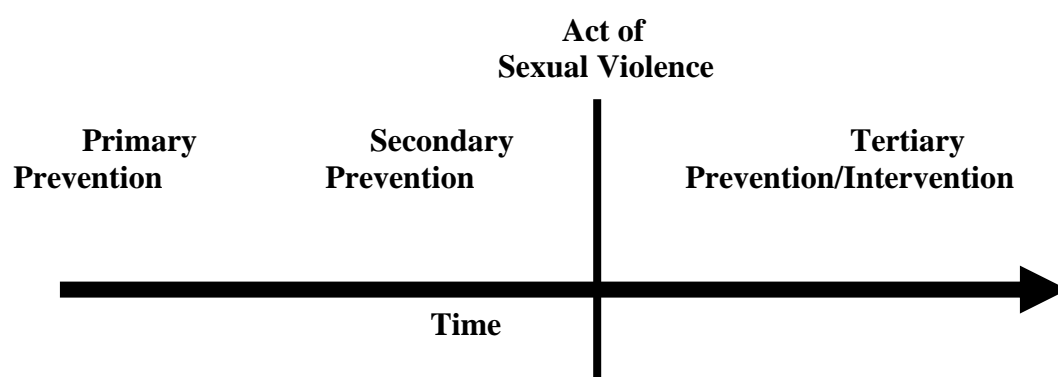 Act of
Sexual Violence
Primary
Prevention
Secondary
Prevention
Tertiary
Prevention/Intervention
Time